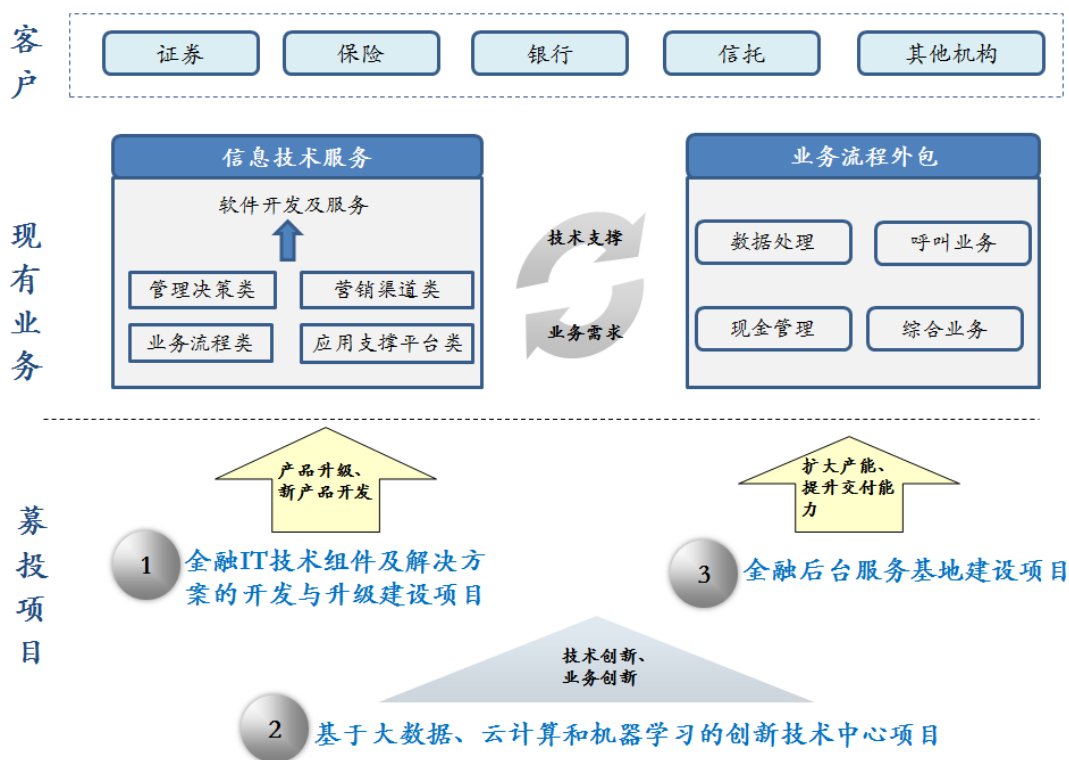 客户
证券
保险
银行
信托
其他机构
现有业务
信息技术服务
软件开发及服务
管理决策类
营销渠道类
业务流程类
应用支撑平台类
技术支撑
业务需求
业务流程外包
数据处理
呼叫业务
现金管理
综合业务
募投项目
产品升级、
新产品开发
扩大产能、
提升交付能
力
1
金融IT技术组件及解决方
案的开发与升级建设项目
3
金融后台服务基地建设项目
技术创新、
业务创新
2
基于大数据、云计算和机器学习的创新技术中心项目